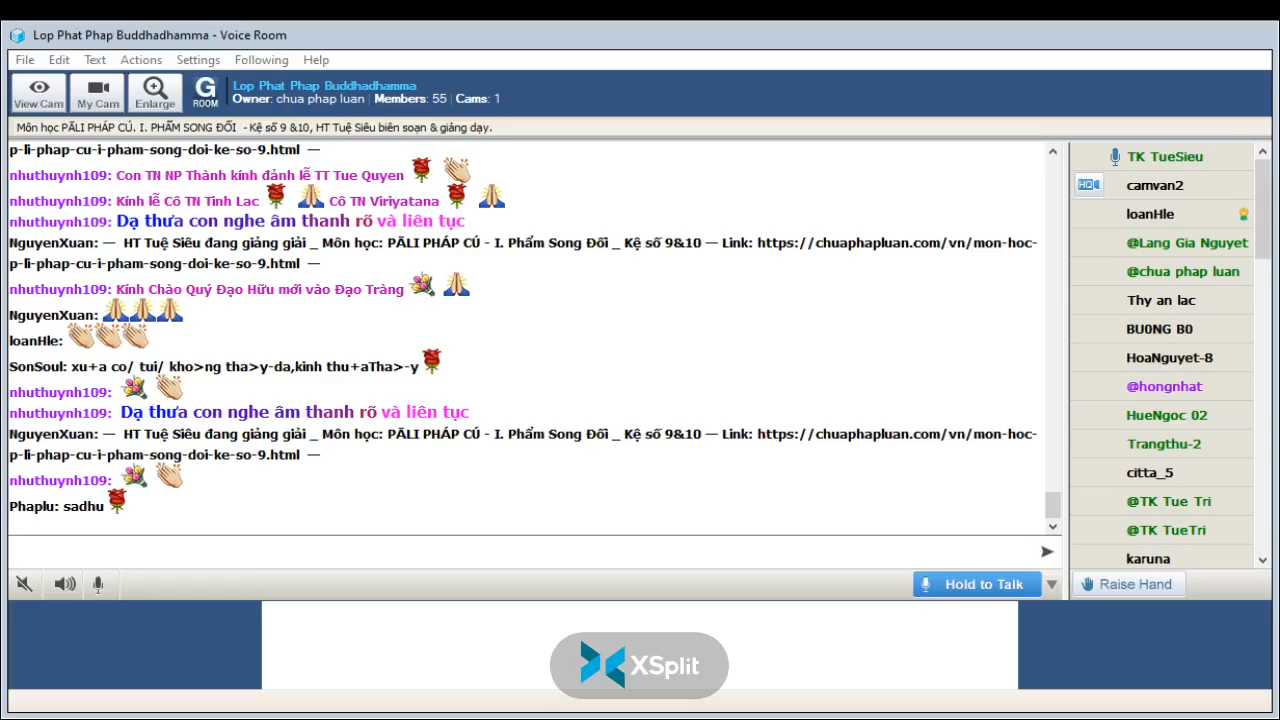 Lop Phat Phap Buddhadhamma - Voice Room
File Edit Text Actions Settings Following Help
View Cam My Cam Enlarge G ROOM
Lop Phat Phap Buddhadhamma
Owner: chua phap luan | Members: 55 | Cams: 1
Môn học PĀLI PHÁP CÚ. I. PHẨM SONG ĐỐI - Kệ số 9 &10, HT Tuệ Siêu biên soạn & giảng dạy.
p-li-phap-cu-i-pham-song-doi-ke-so-9.html —
nhuthuynh109: Con TN NP Thành kính đảnh lễ TT Tue Quyen
nhuthuynh109: Kính lễ Cô TN Tinh Lac Cô TN Viriyatana
nhuthuynh109: Dạ thưa con nghe âm thanh rõ và liên tục
NguyenXuan: — HT Tuệ Siêu đang giảng giải _ Môn học: PĀLI PHÁP CÚ - I. Phẩm Song Đối _ Kệ số 9&10 — Link: https://chuaphapluan.com/vn/mon-hoc-
p-li-phap-cu-i-pham-song-doi-ke-so-9.html —
nhuthuynh109: Kính Chào Quý Đạo Hữu mới vào Đạo Tràng
NguyenXuan:
loanHle:
SonSoul: xu+a co/ tui/ kho>ng tha>y-da,kinh thu+aTha>-y
nhuthuynh109:
nhuthuynh109: Dạ thưa con nghe âm thanh rõ và liên tục
NguyenXuan: — HT Tuệ Siêu đang giảng giải _ Môn học: PĀLI PHÁP CÚ - I. Phẩm Song Đối _ Kệ số 9&10 — Link: https://chuaphapluan.com/vn/mon-hoc-
p-li-phap-cu-i-pham-song-doi-ke-so-9.html —
nhuthuynh109:
Phaplu: sadhu
TK TueSieu
HQ camvan2
loanHle
@Lang Gia Nguyet
@chua phap luan
Thy an lac
BU0NG B0
HoaNguyet-8
@hongnhat
HueNgoc 02
Trangthu-2
citta_5
@TK Tue Tri
@TK TueTri
karuna
Hold to Talk
Raise Hand
XSplit